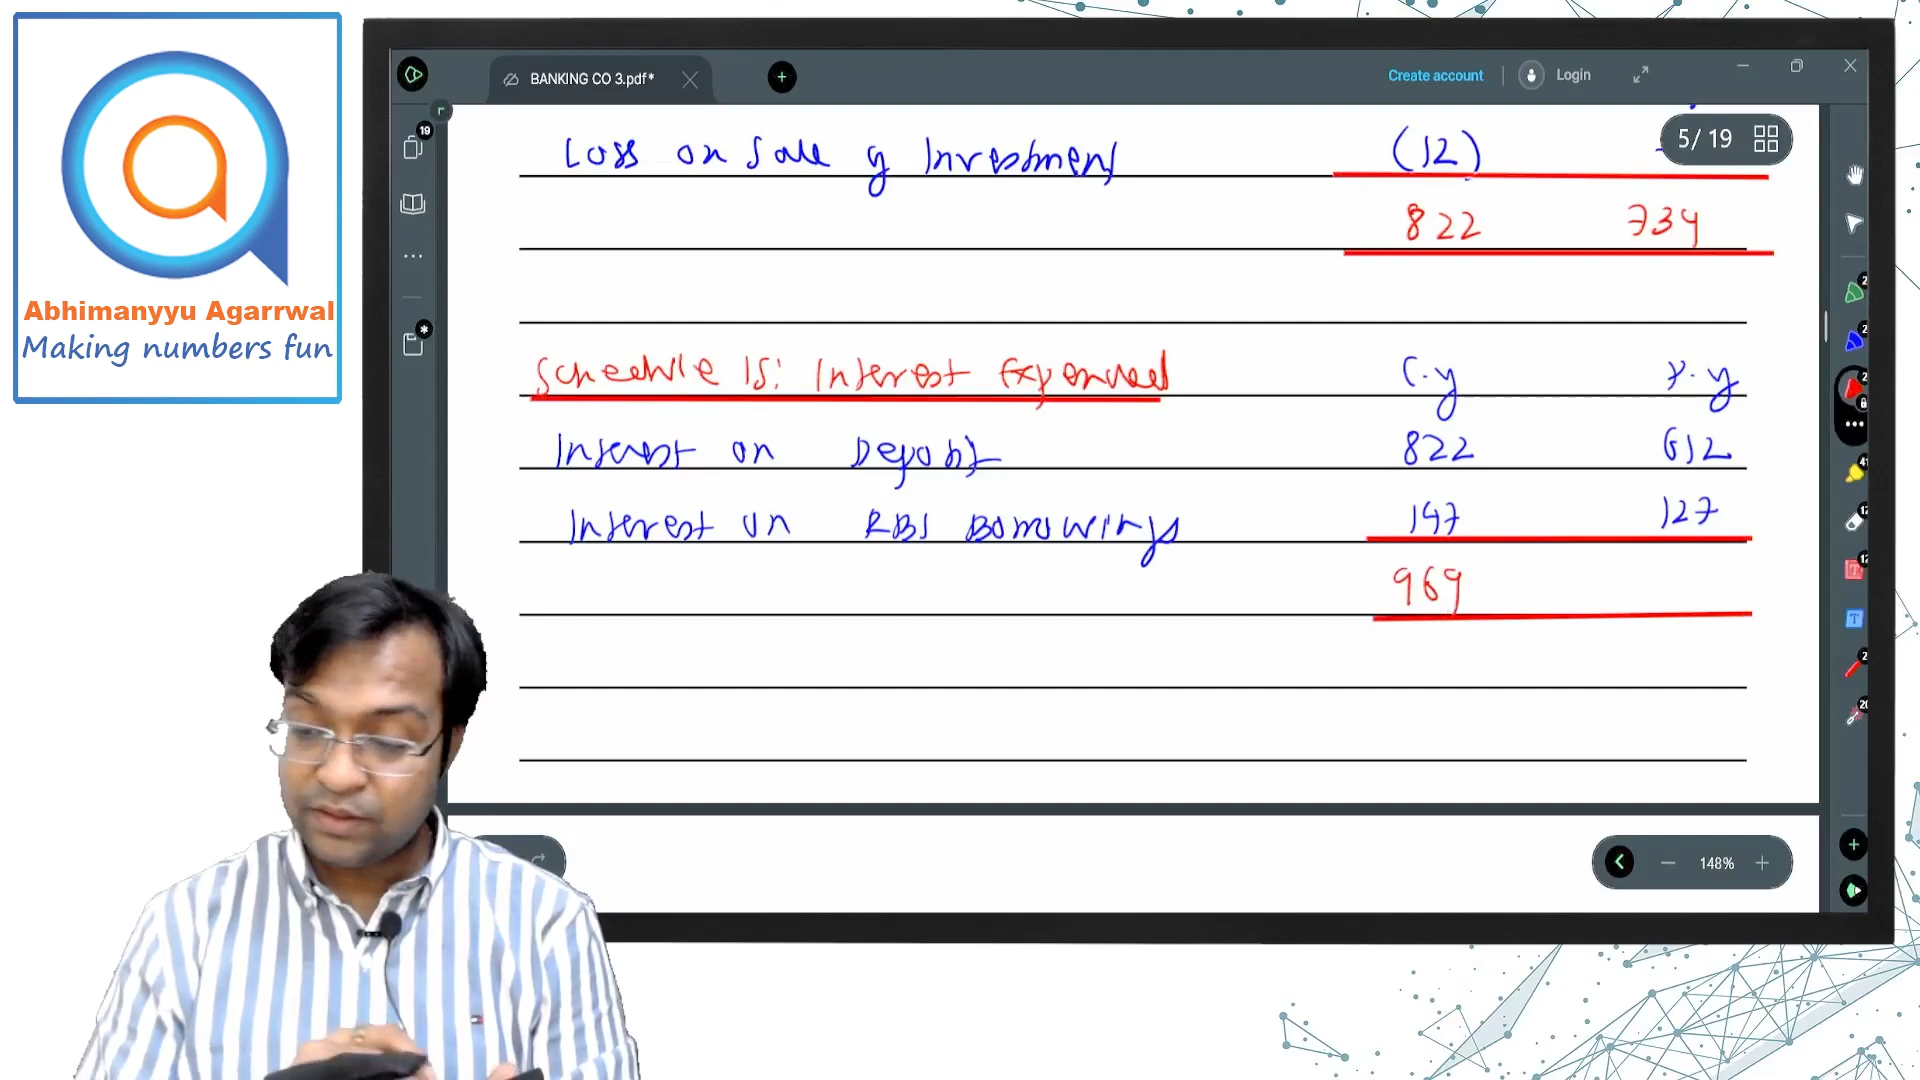 BANKING CO 3.pdf*
Create account
Login
19
5/ 19
Loss on Sale of Investment (12)
822 734
Schedule 15: Interest Expended C.y P.y
Interest on Deposit 822 612
Interest on RBI Borrowings 147 127
969
148%
Abhimanyyu Agarrwal
Making numbers fun